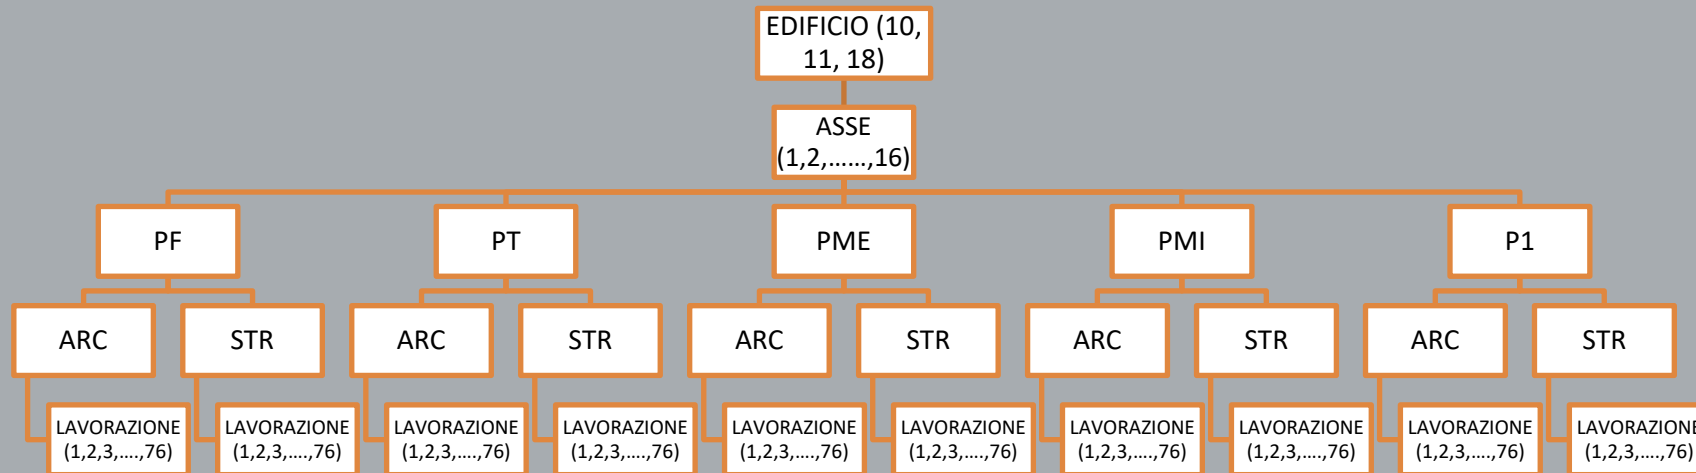 EDIFICIO (10,
11, 18)
ASSE
(1,2,......,16)
PF
PT
PME
PMI
P1
ARC
STR
ARC
STR
ARC
STR
ARC
STR
ARC
STR
LAVORAZIONE
(1,2,3,....,76)
LAVORAZIONE
(1,2,3,....,76)
LAVORAZIONE
(1,2,3,....,76)
LAVORAZIONE
(1,2,3,....,76)
LAVORAZIONE
(1,2,3,....,76)
LAVORAZIONE
(1,2,3,....,76)
LAVORAZIONE
(1,2,3,....,76)
LAVORAZIONE
(1,2,3,....,76)
LAVORAZIONE
(1,2,3,....,76)
LAVORAZIONE
(1,2,3,....,76)